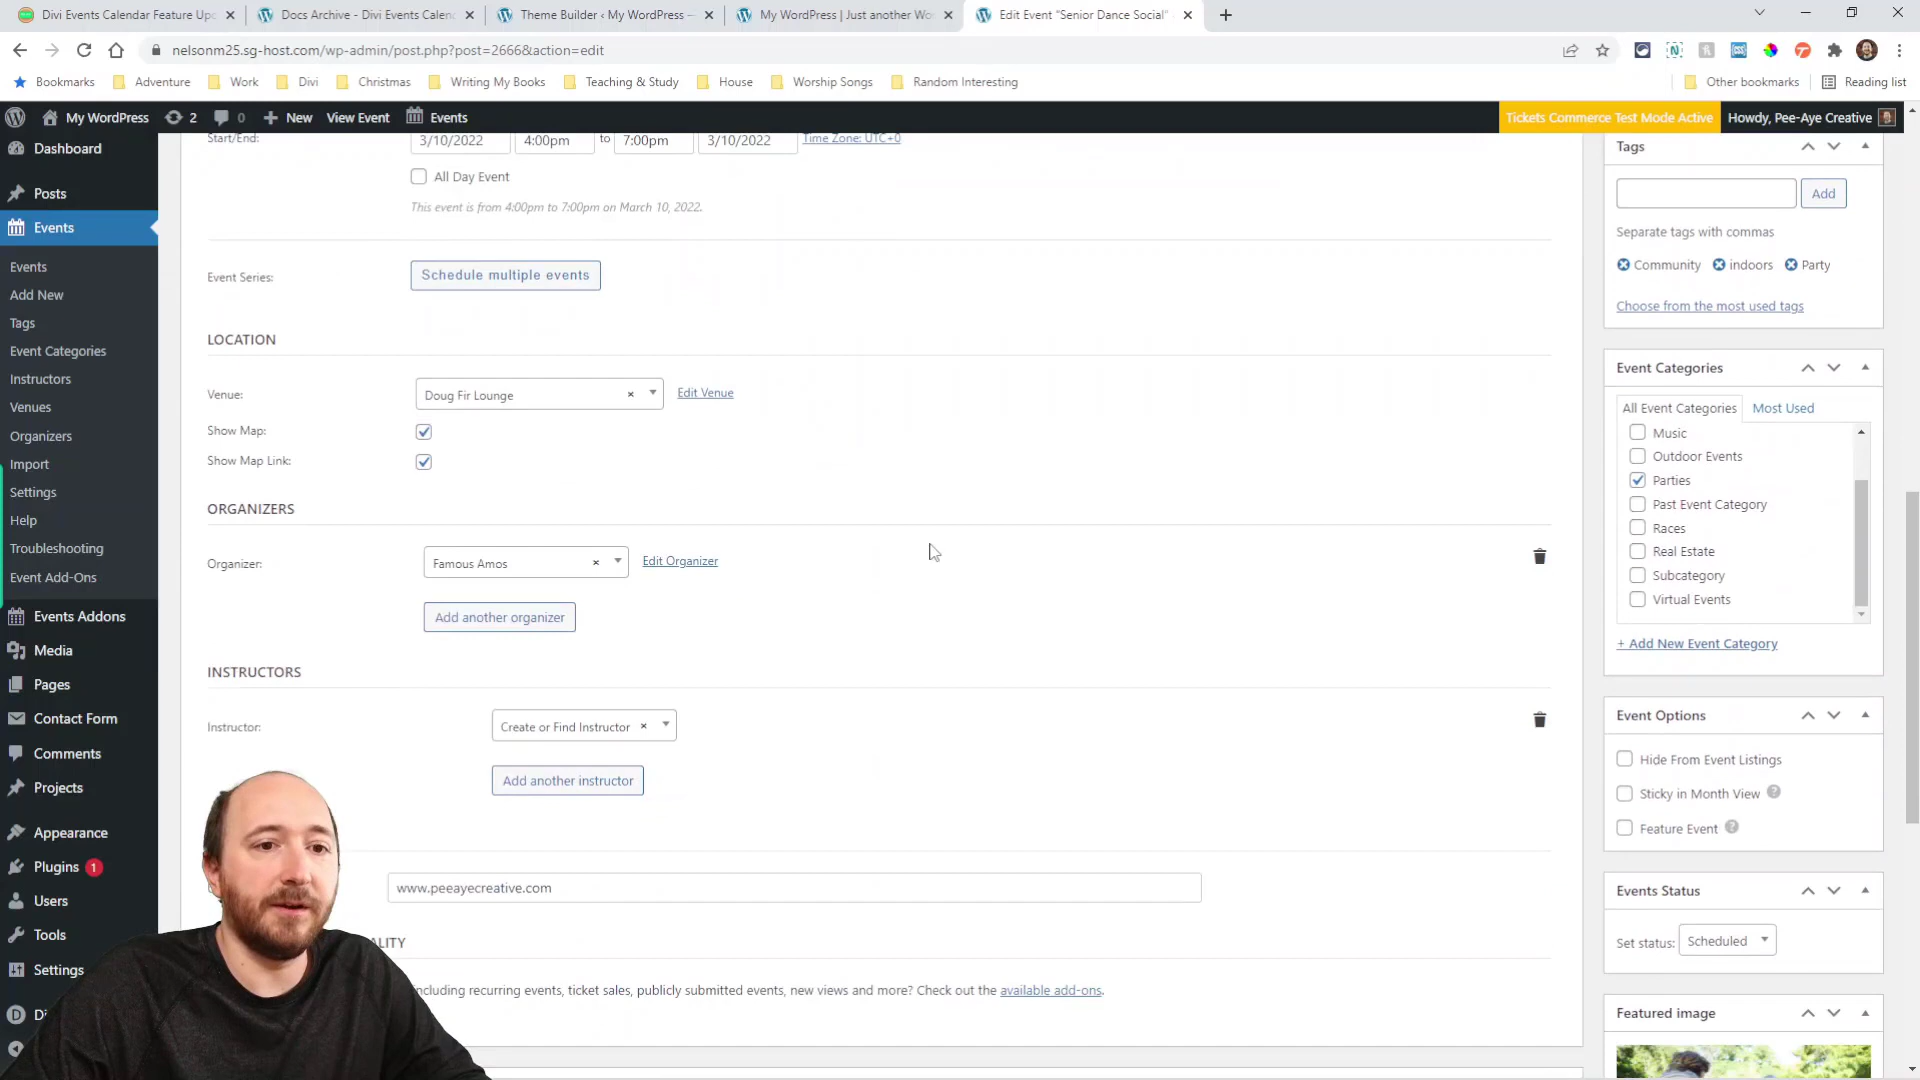 Divi Events Calendar Feature Up
Docs Archive - Divi Events Calen
Theme Builder ‹ My WordPress —
My WordPress | Just another Wo
Edit Event “Senior Dance Social”
nelsonm25.sg-host.com/wp-admin/post.php?post=2666&action=edit
Bookmarks Adventure Work Divi Christmas Writing My Books Teaching & Study House Worship Songs Random Interesting Other bookmarks Reading list
My WordPress 2 0 New View Event Events Tickets Commerce Test Mode Active Howdy, Pee-Aye Creative
Dashboard
Posts
Events
Events
Add New
Tags
Event Categories
Instructors
Venues
Organizers
Import
Settings
Help
Troubleshooting
Event Add-Ons
Events Addons
Media
Pages
Contact Form
Comments
Projects
Appearance
Plugins 1
Users
Tools
Settings
Start/End: 3/10/2022 4:00pm to 7:00pm 3/10/2022 Time Zone: UTC+0
All Day Event
This event is from 4:00pm to 7:00pm on March 10, 2022.
Event Series: Schedule multiple events
LOCATION
Venue: Doug Fir Lounge × Edit Venue
Show Map:
Show Map Link:
ORGANIZERS
Organizer: Famous Amos × Edit Organizer
Add another organizer
INSTRUCTORS
Instructor: Create or Find Instructor ×
Add another instructor
www.peeayecreative.com
ALITY
including recurring events, ticket sales, publicly submitted events, new views and more? Check out the available add-ons.
Tags
Add
Separate tags with commas
Community indoors Party
Choose from the most used tags
Event Categories
All Event Categories Most Used
Music
Outdoor Events
Parties
Past Event Category
Races
Real Estate
Subcategory
Virtual Events
+ Add New Event Category
Event Options
Hide From Event Listings
Sticky in Month View ?
Feature Event ?
Events Status
Set status: Scheduled
Featured image